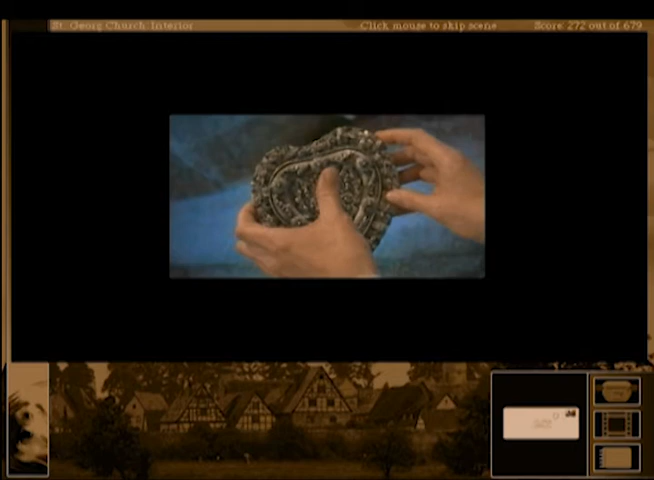 St. Georg Church: Interior
Click mouse to skip scene
Score: 272 out of 679